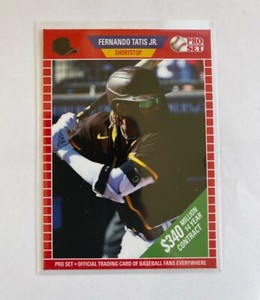 FERNANDO TATIS JR.
SHORTSTOP
PRO
SET
$340 MILLION
14 YEAR
CONTRACT
PRO SET • OFFICIAL TRADING CARD OF BASEBALL FANS EVERYWHERE